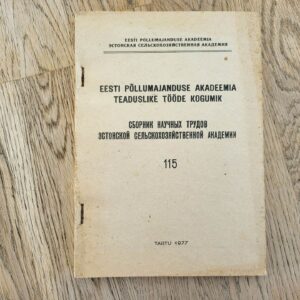 EESTI PÕLLUMAJANDUSE AKADEEMIA
ЭСТОНСКАЯ СЕЛЬСКОХОЗЯЙСТВЕННАЯ АКАДЕМИЯ
EESTI PÕLLUMAJANDUSE AKADEEMIA
TEADUSLIKE TÖÖDE KOGUMIK
СБОРНИК НАУЧНЫХ ТРУДОВ
ЭСТОНСКОЙ СЕЛЬСКОХОЗЯЙСТВЕННОЙ АКАДЕМИИ
115
TARTU 1977